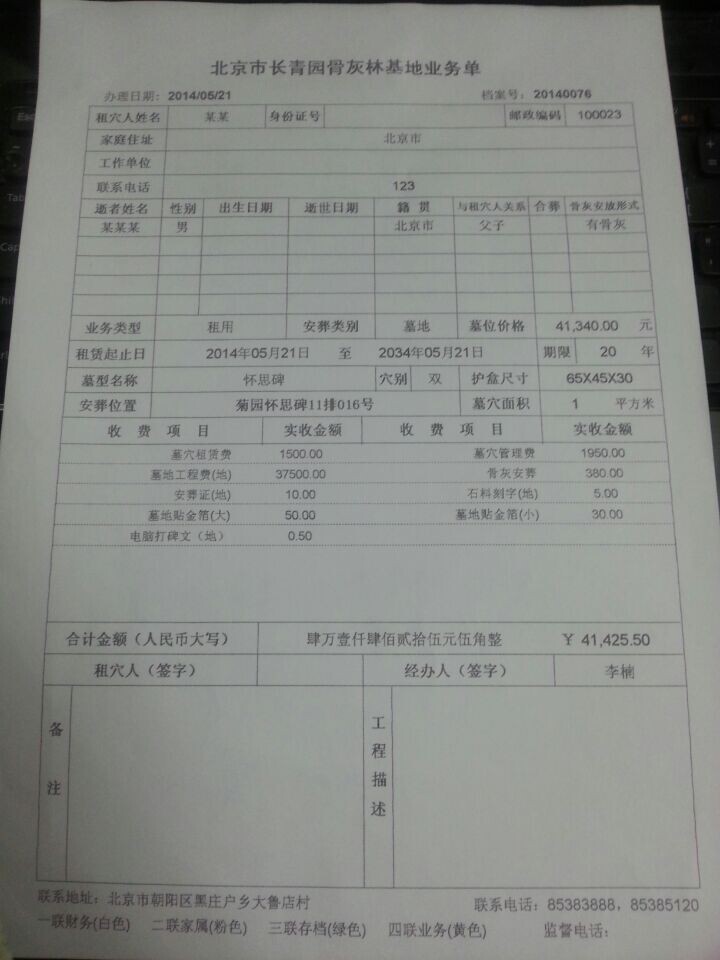 北京市长青园骨灰林基地业务单
办理日期: 2014/05/21 档案号: 20140076
租穴人姓名 某某 身份证号 邮政编码 100023
家庭住址 北京市
工作单位
联系电话 123
逝者姓名 性别 出生日期 逝世日期 籍 贯 与租穴人关系 合葬 骨灰安放形式
某某某 男 北京市 父子 有骨灰
业务类型 租用 安葬类别 墓地 墓位价格 41,340.00 元
租赁起止日 2014年05月21日 至 2034年05月21日 期限 20 年
墓型名称 怀思碑 穴别 双 护盒尺寸 65X45X30
安葬位置 菊园怀思碑11排016号 墓穴面积 1 平方米
收 费 项 目 实收金额 收 费 项 目 实收金额
墓穴租赁费 1500.00 墓穴管理费 1950.00
墓地工程费(地) 37500.00 骨灰安葬 380.00
安葬证(地) 10.00 石料刻字(地) 5.00
墓地贴金箔(大) 50.00 墓地贴金箔(小) 30.00
电脑打碑文（地） 0.50
合计金额（人民币大写） 肆万壹仟肆佰贰拾伍元伍角整 ￥ 41,425.50
租穴人（签字） 经办人（签字） 李楠
备注 工程描述
联系地址: 北京市朝阳区黑庄户乡大鲁店村 联系电话: 85383888, 85385120
一联财务(白色) 二联家属(粉色) 三联存档(绿色) 四联业务(黄色) 监督电话: